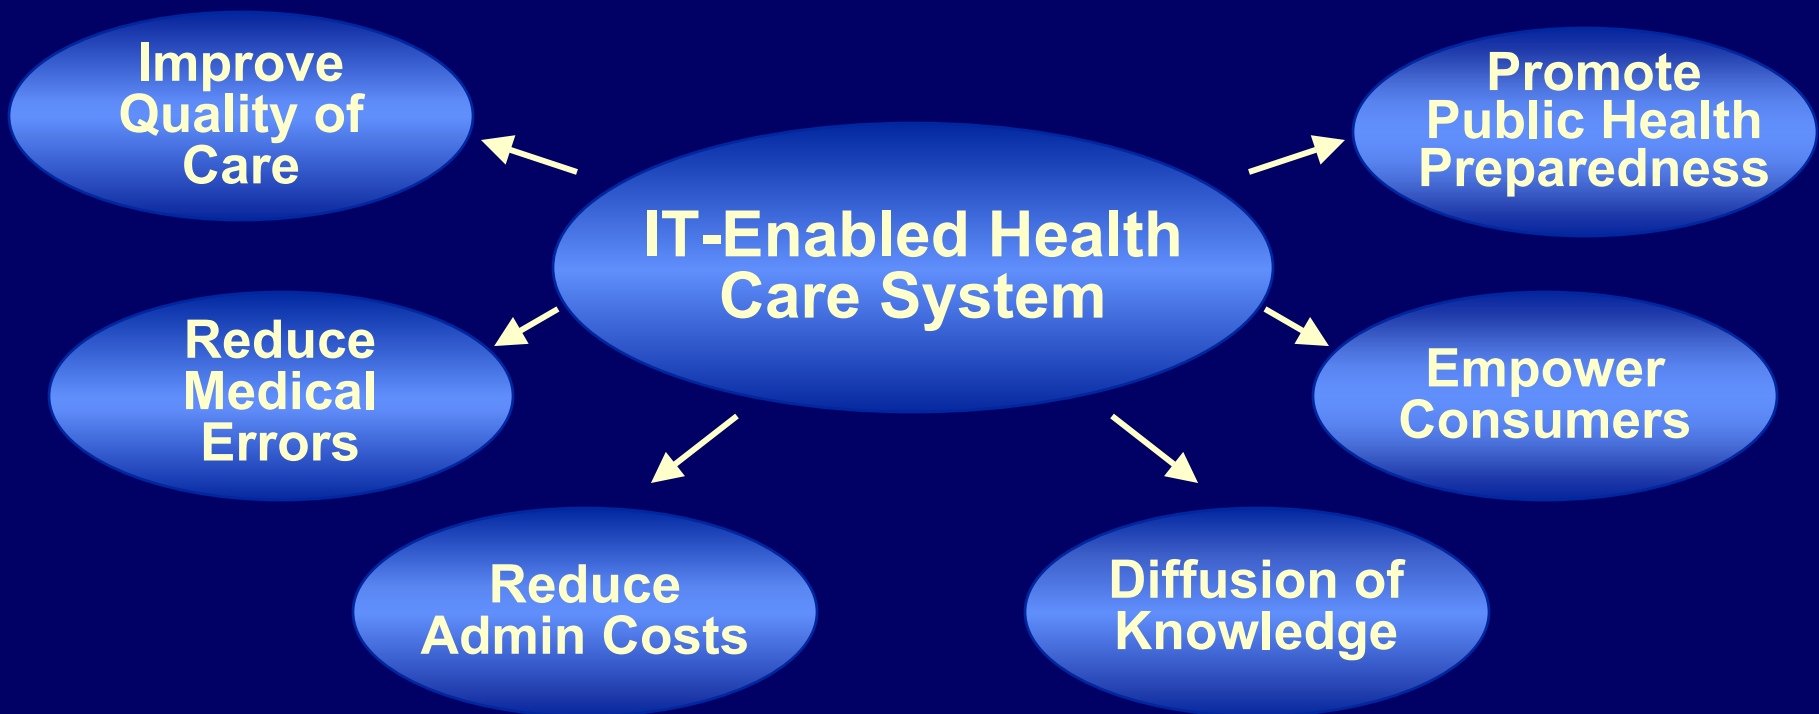 Improve
Quality of
Care
Promote
Public Health
Preparedness
IT-Enabled Health
Care System
Reduce
Medical
Errors
Empower
Consumers
Reduce
Admin Costs
Diffusion of
Knowledge